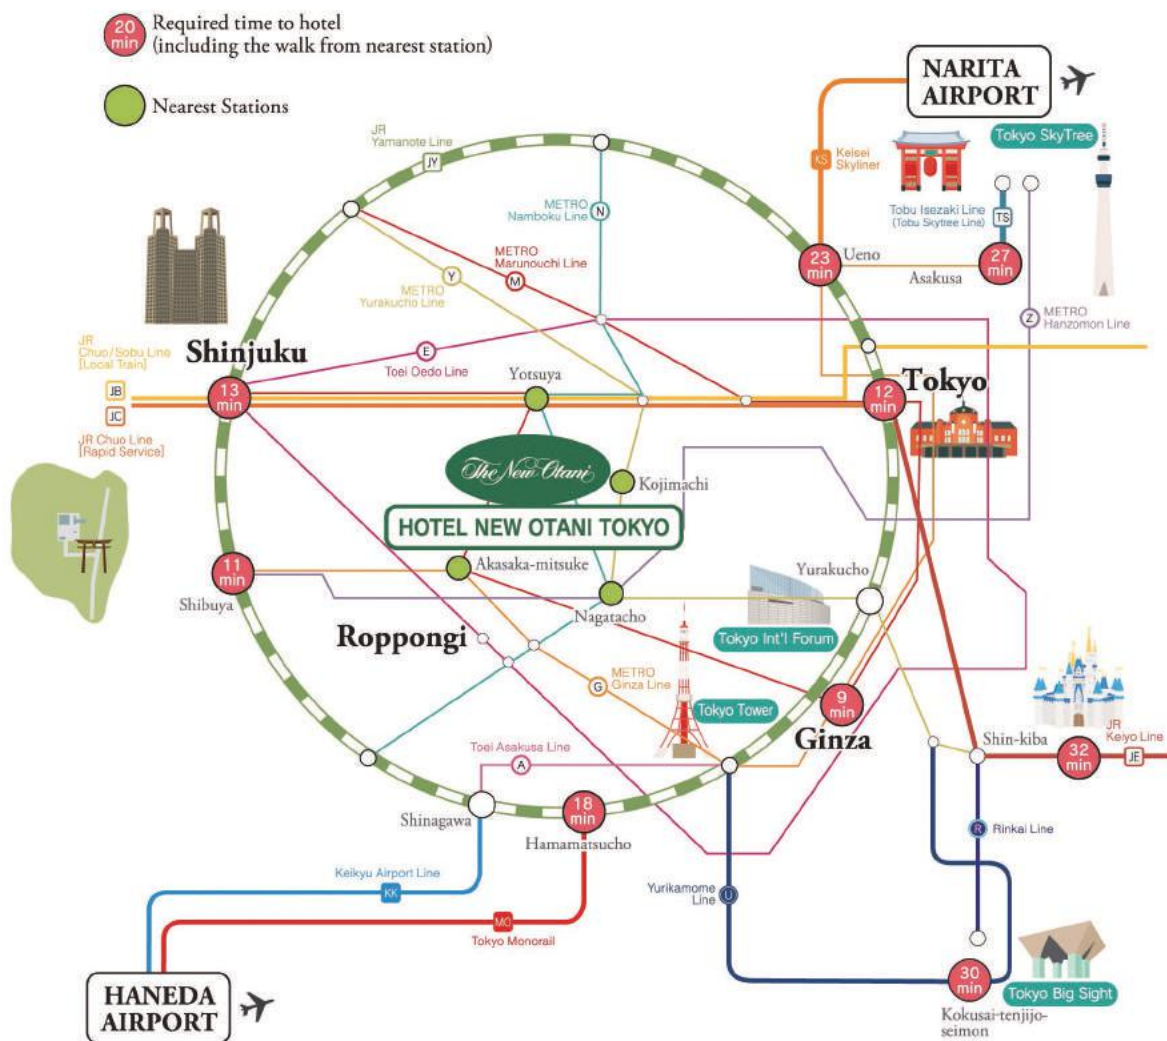 20
min
Required time to hotel
(including the walk from nearest station)
Nearest Stations
NARITA
AIRPORT
Tokyo SkyTree
JR
Yamanote Line
JY
KS
Keisei
Skyliner
METRO
Namboku Line
N
Tobu Isezaki Line
(Tobu Skytree Line)
TS
METRO
Marunouchi Line
M
METRO
Yurakucho Line
Y
23
min
Ueno
Asakusa
27
min
METRO
Hanzomon Line
Z
Shinjuku
JR
Chuo/Sobu Line
[Local Train]
E
Toei Oedo Line
Yotsuya
JB
JC
13
min
12
min
Tokyo
JR Chuo Line
[Rapid Service]
The New Otani
Kojimachi
HOTEL NEW OTANI TOKYO
Akasaka-mitsuke
11
min
Shibuya
Nagatacho
Yurakucho
Tokyo Int'l Forum
Roppongi
METRO
Ginza Line
G
Tokyo Tower
9
min
Ginza
Toei Asakusa Line
A
Shin-kiba
JR
Keiyo Line
32
min
JE
Shinagawa
18
min
Hamamatsucho
R
Rinkai Line
Keikyu Airport Line
KK
Yurikamome
Line
U
MO
Tokyo Monorail
HANEDA
AIRPORT
30
min
Tokyo Big Sight
Kokusai-tenjijo-
seimon